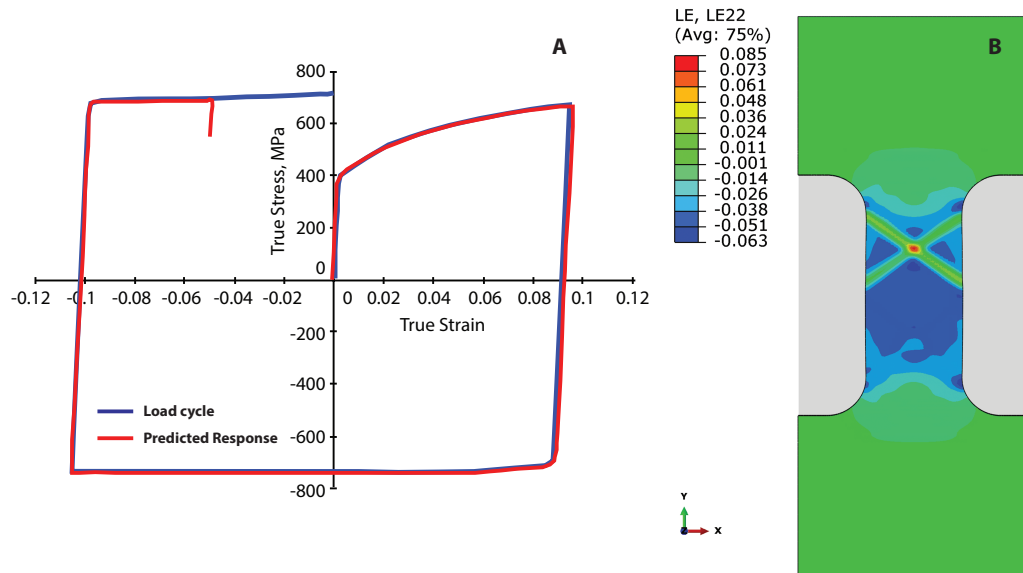 A
True Stress, MPa
800
600
400
200
0
-0.12 -0.1 -0.08 -0.06 -0.04 -0.02 0 0.02 0.04 0.06 0.08 0.1 0.12
True Strain
-200
-400
-600
-800
Load cycle
Predicted Response
LE, LE22
(Avg: 75%)
0.085
0.073
0.061
0.048
0.036
0.024
0.011
-0.001
-0.014
-0.026
-0.038
-0.051
-0.063
B
Y
Z X